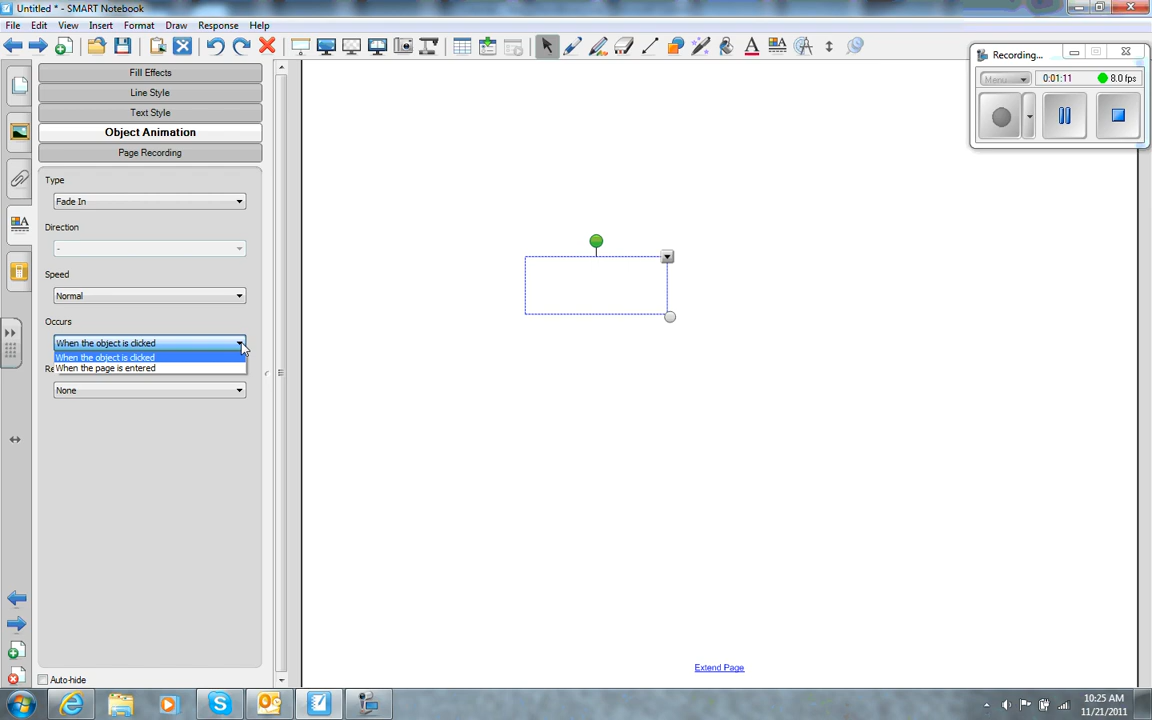 Untitled * - SMART Notebook
File Edit View Insert Format Draw Response Help
Recording...
Menu 0:01:11 8.0 fps
Fill Effects
Line Style
Text Style
Object Animation
Page Recording
Type
Fade In
Direction
-
Speed
Normal
Occurs
When the object is clicked
When the object is clicked
When the page is entered
None
Extend Page
Auto-hide
10:25 AM
11/21/2011